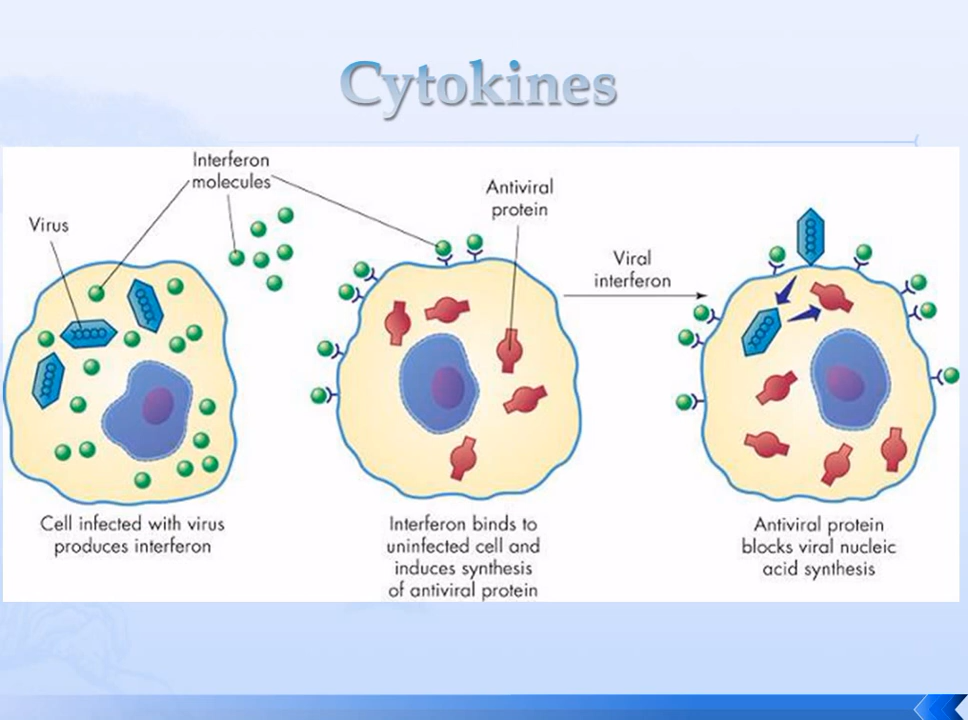 Cytokines
Interferon
molecules
Antiviral
protein
Virus
Viral
interferon
Cell infected with virus
produces interferon
Interferon binds to
uninfected cell and
induces synthesis
of antiviral protein
Antiviral protein
blocks viral nucleic
acid synthesis